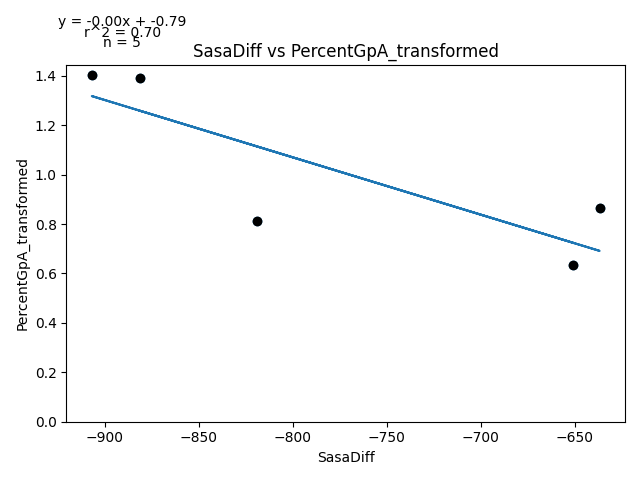 y = -0.00x + -0.79
r^2 = 0.70
n = 5
SasaDiff vs PercentGpA_transformed
PercentGpA_transformed
1.4
1.2
1.0
0.8
0.6
0.4
0.2
0.0
−900
−850
−800
−750
−700
−650
SasaDiff